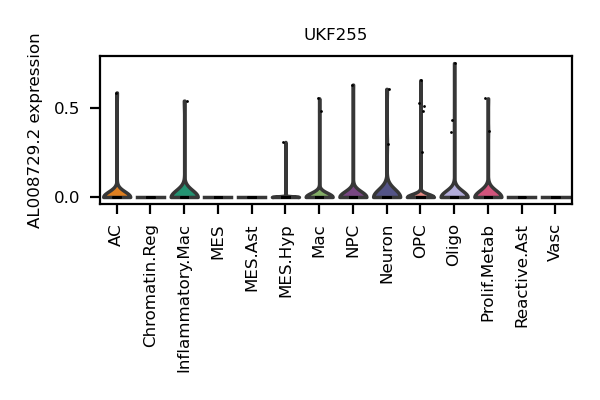 UKF255
AL008729.2 expression
0.5
0.0
AC
Chromatin.Reg
Inflammatory.Mac
MES
MES.Ast
MES.Hyp
Mac
NPC
Neuron
OPC
Oligo
Prolif.Metab
Reactive.Ast
Vasc